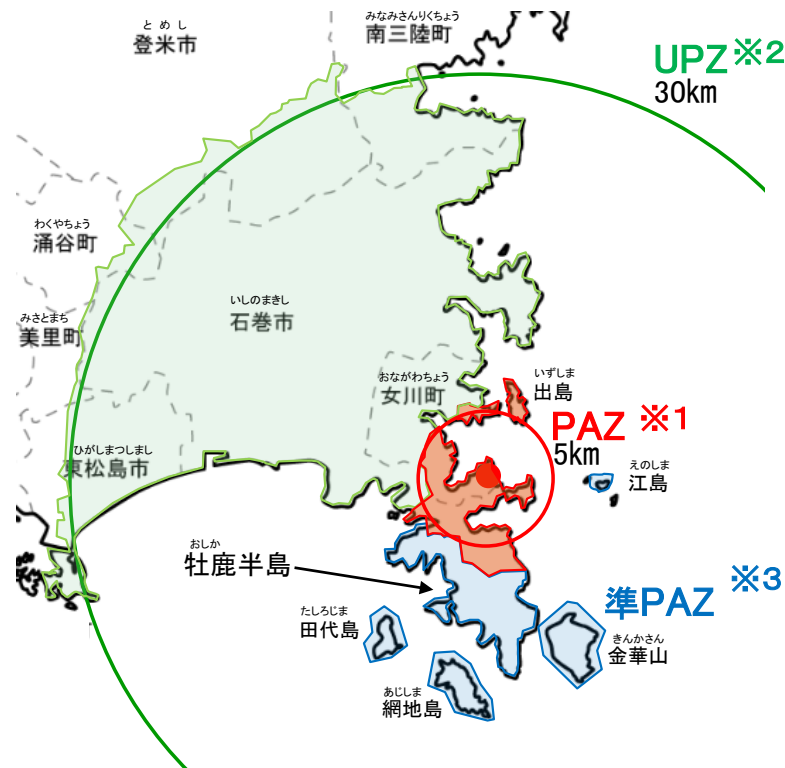 とめし
登米市
みなみさんりくちょう
南三陸町
UPZ※2
30km
わくやちょう
涌谷町
みさとまち
美里町
いしのまきし
石巻市
おながわちょう
女川町
いずしま
出島
PAZ ※1
5km
ひがしまつしまし
東松島市
えのしま
江島
おしか
牡鹿半島
準PAZ ※3
たしろじま
田代島
きんかさん
金華山
あじしま
網地島